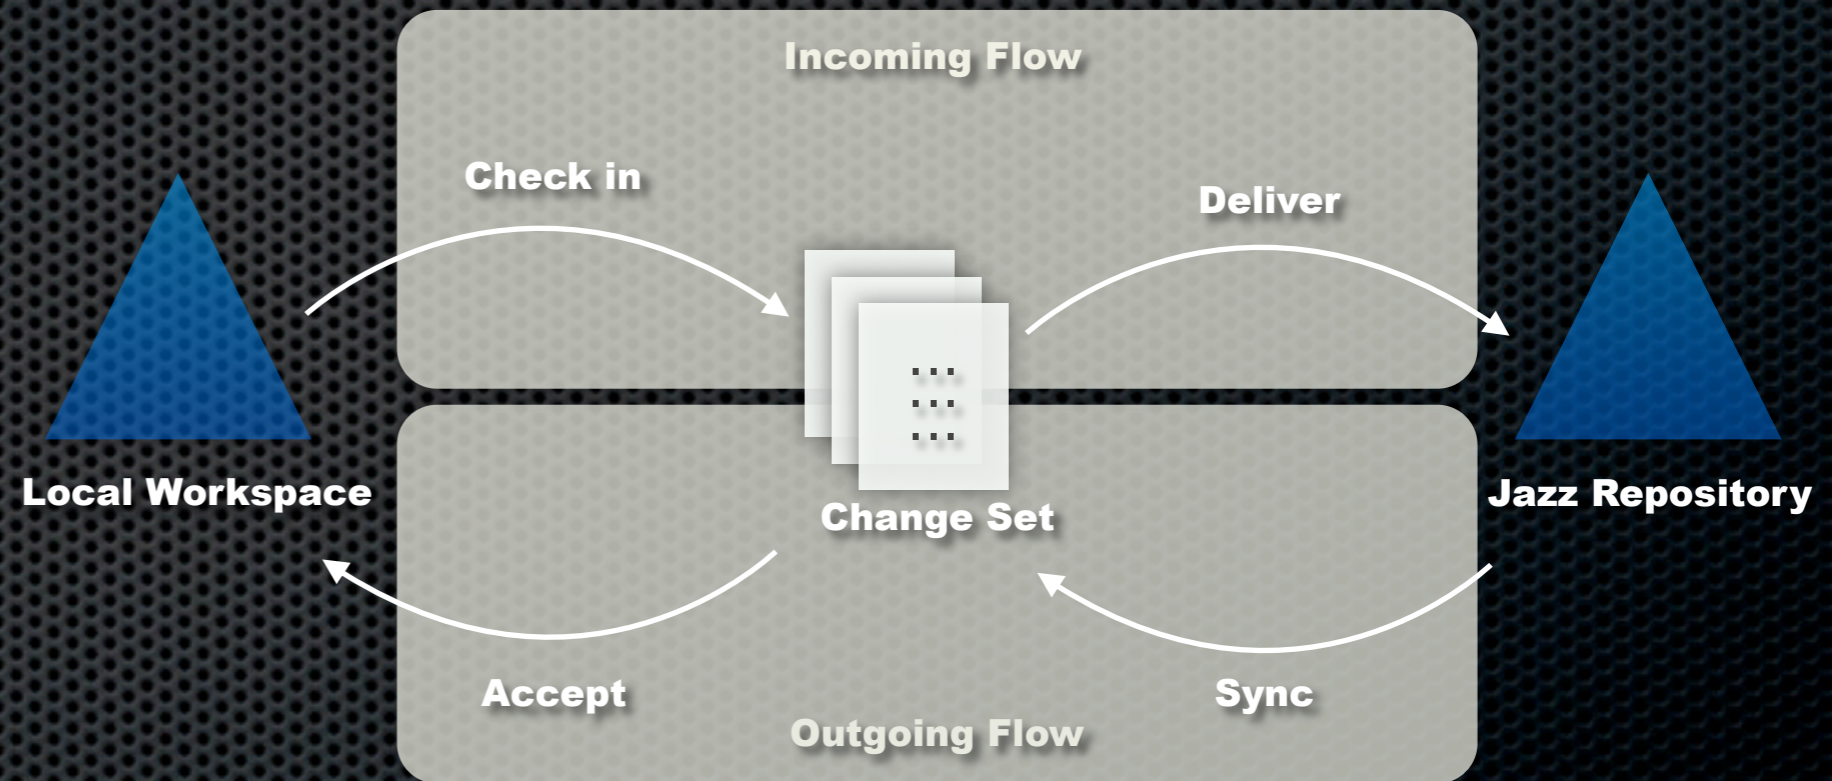 Incoming Flow
Check in
Deliver
...
...
...
Local Workspace
Change Set
Jazz Repository
Accept
Sync
Outgoing Flow